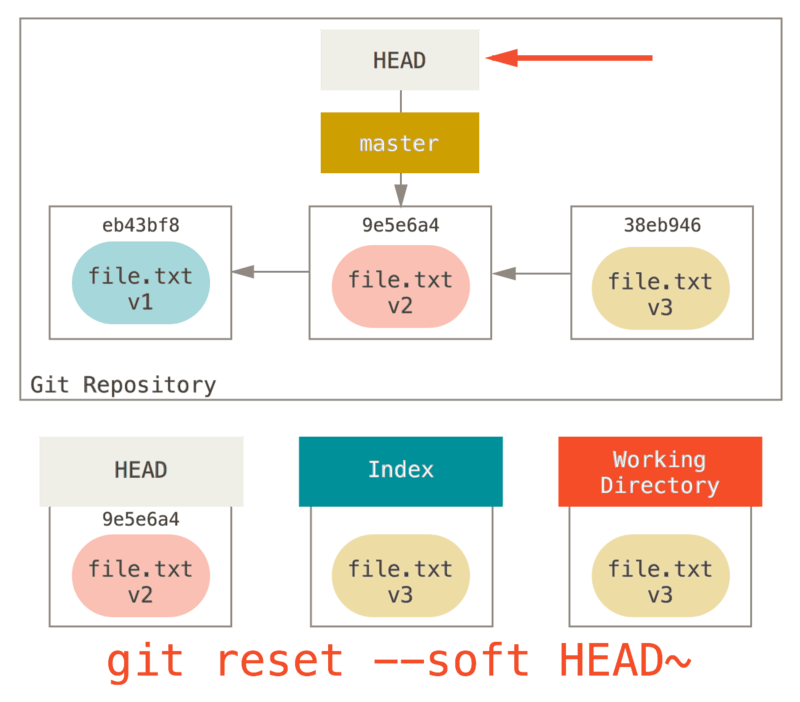 HEAD
master
eb43bf8
file.txt
v1
9e5e6a4
file.txt
v2
38eb946
file.txt
v3
Git Repository
HEAD
9e5e6a4
file.txt
v2
Index
file.txt
v3
Working
Directory
file.txt
v3
git reset --soft HEAD~